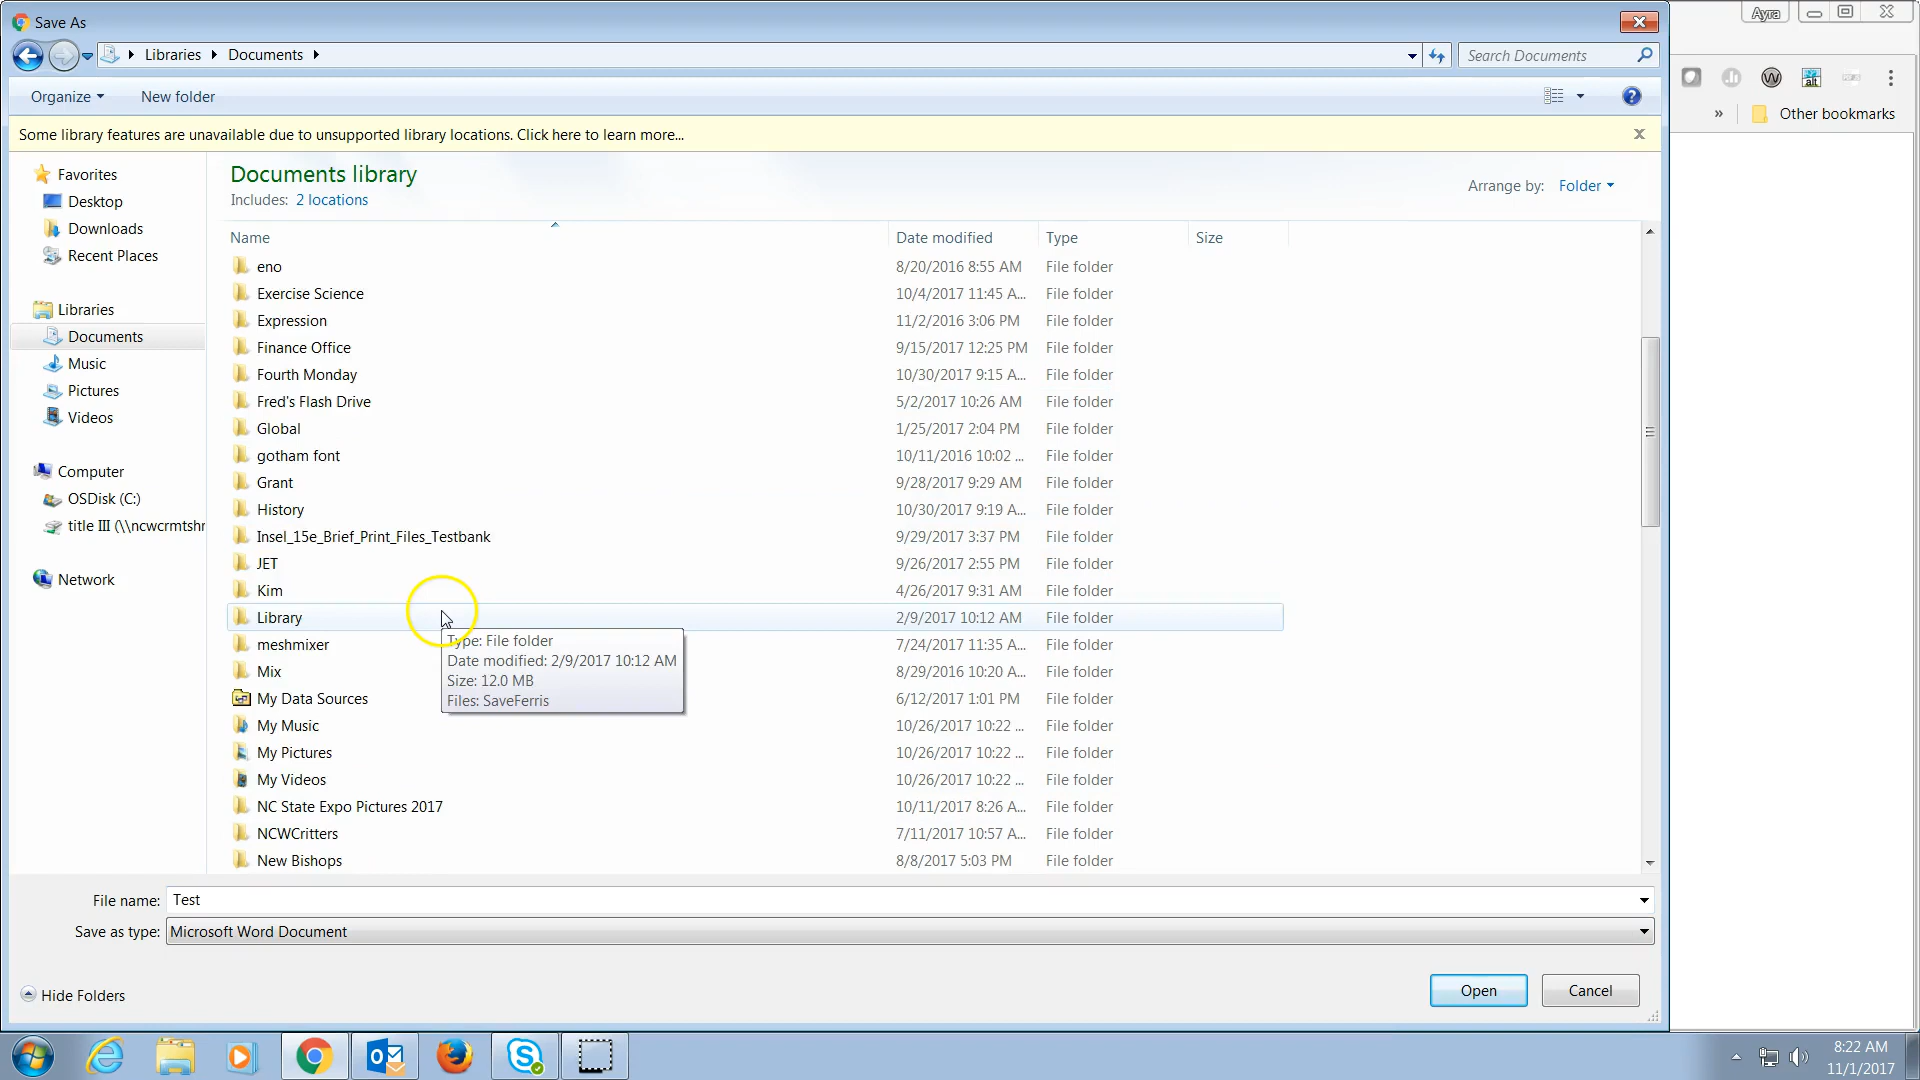 Save As
Ayra
Libraries Documents
Search Documents
Organize New folder
Other bookmarks
Some library features are unavailable due to unsupported library locations. Click here to learn more...
Favorites
Desktop
Downloads
Recent Places
Libraries
Documents
Music
Pictures
Videos
Computer
OSDisk (C:)
title III (\\ncwcrmtshr
Network
Documents library
Includes: 2 locations
Arrange by: Folder
Name Date modified Type Size
eno 8/20/2016 8:55 AM File folder
Exercise Science 10/4/2017 11:45 A... File folder
Expression 11/2/2016 3:06 PM File folder
Finance Office 9/15/2017 12:25 PM File folder
Fourth Monday 10/30/2017 9:15 A... File folder
Fred's Flash Drive 5/2/2017 10:26 AM File folder
Global 1/25/2017 2:04 PM File folder
gotham font 10/11/2016 10:02 ... File folder
Grant 9/28/2017 9:29 AM File folder
History 10/30/2017 9:19 A... File folder
Insel_15e_Brief_Print_Files_Testbank 9/29/2017 3:37 PM File folder
JET 9/26/2017 2:55 PM File folder
Kim 4/26/2017 9:31 AM File folder
Library 2/9/2017 10:12 AM File folder
meshmixer 7/24/2017 11:35 A... File folder
Mix 8/29/2016 10:20 A... File folder
My Data Sources 6/12/2017 1:01 PM File folder
My Music 10/26/2017 10:22 ... File folder
My Pictures 10/26/2017 10:22 ... File folder
My Videos 10/26/2017 10:22 ... File folder
NC State Expo Pictures 2017 10/11/2017 8:26 A... File folder
NCWCritters 7/11/2017 10:57 A... File folder
New Bishops 8/8/2017 5:03 PM File folder
Type: File folder
Date modified: 2/9/2017 10:12 AM
Size: 12.0 MB
Files: SaveFerris
File name: Test
Save as type: Microsoft Word Document
Hide Folders
Open Cancel
8:22 AM
11/1/2017